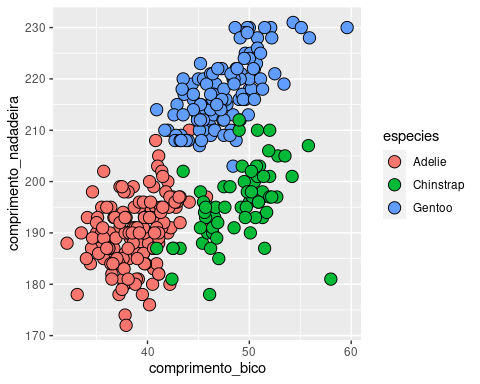 230
220
210
200
190
180
170
40
50
60
comprimento_bico
comprimento_nadadeira
especies
Adelie
Chinstrap
Gentoo